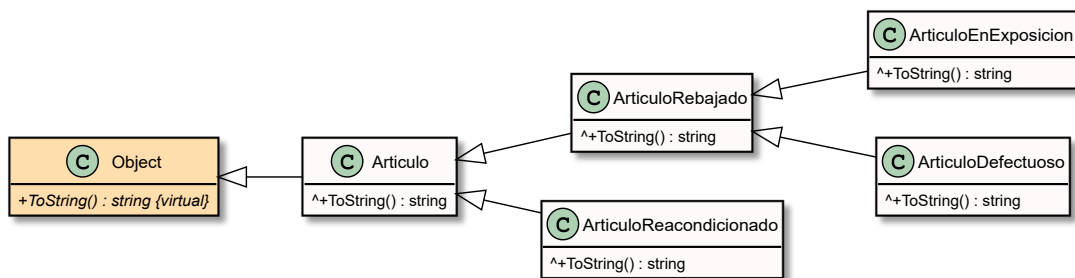 C ArticuloEnExposicion
^+ToString() : string
C ArticuloRebajado
^+ToString() : string
C Object
+ToString() : string {virtual}
C Articulo
^+ToString() : string
C ArticuloDefectuoso
^+ToString() : string
C ArticuloReacondicionado
^+ToString() : string